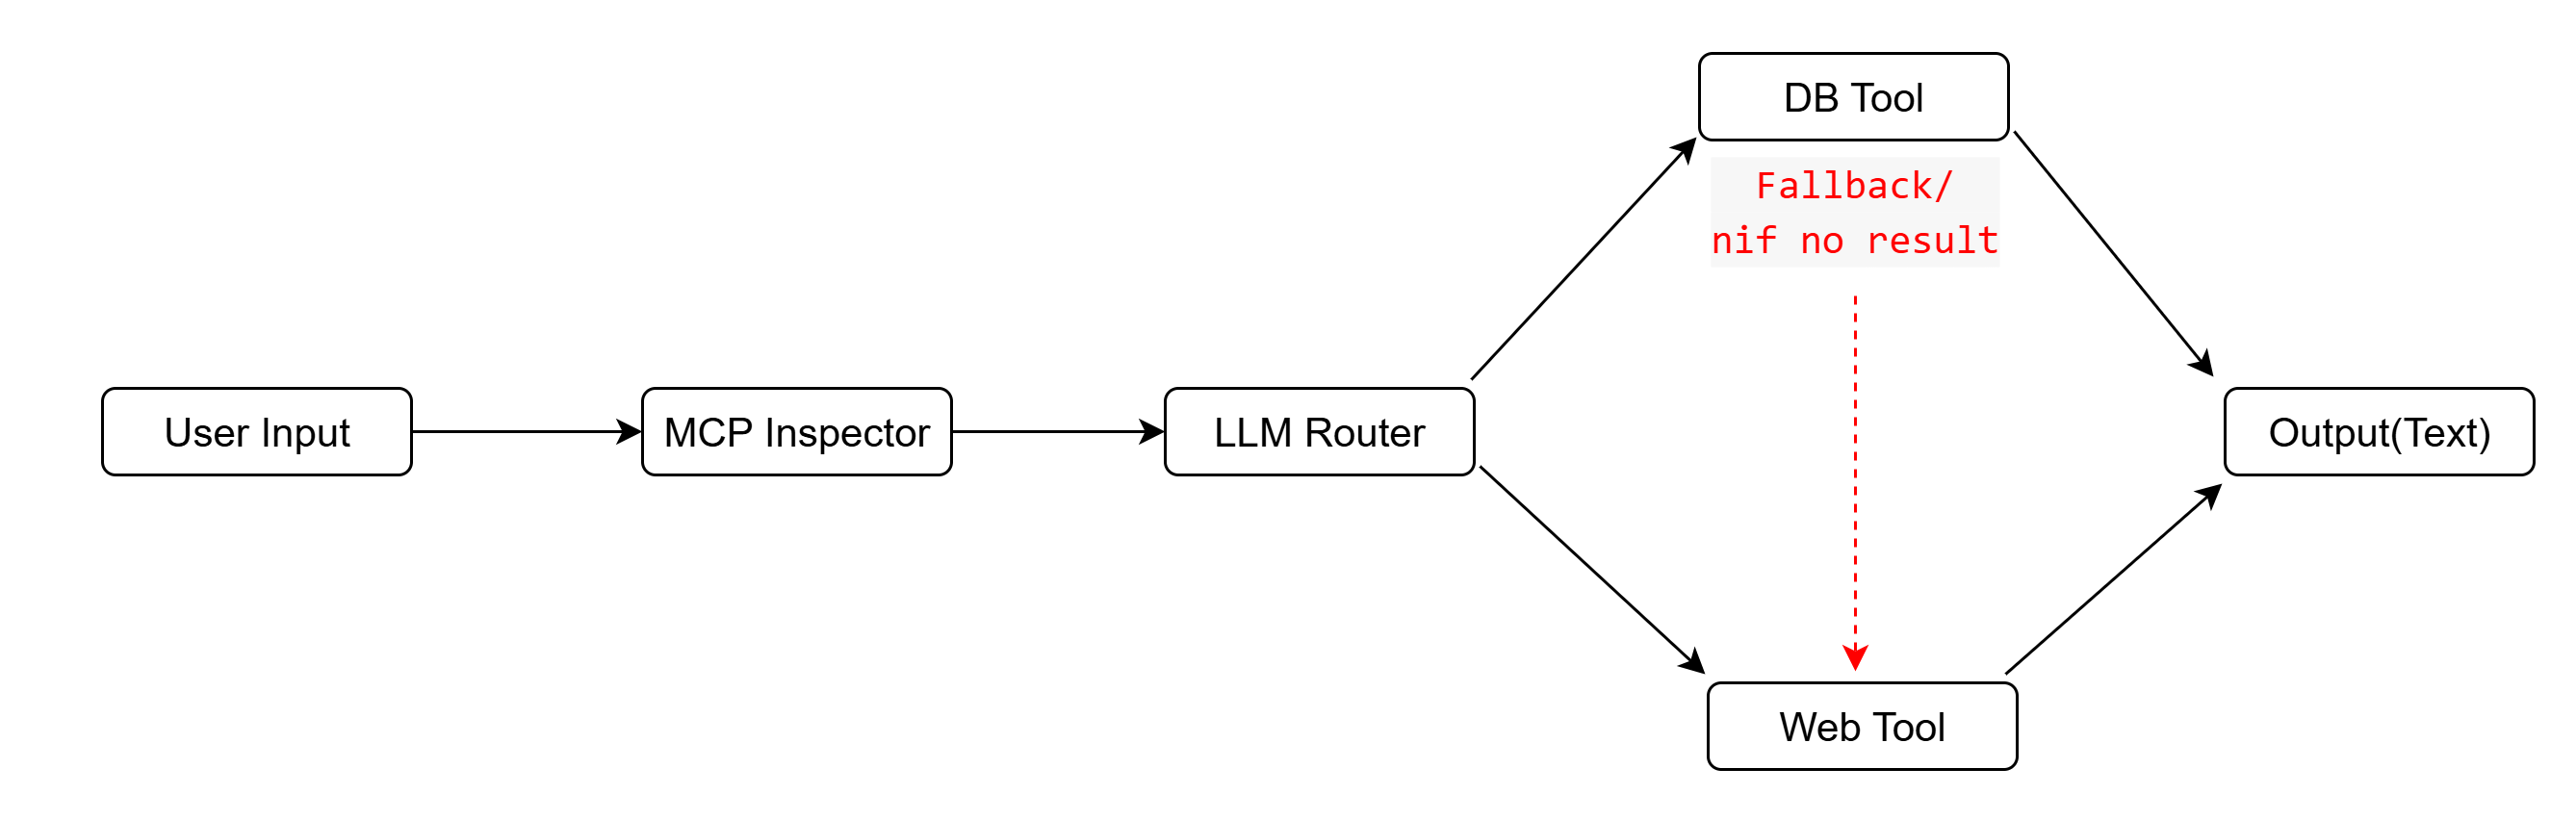 DB Tool
Fallback/
nif no result
User Input
MCP Inspector
LLM Router
Output(Text)
Web Tool